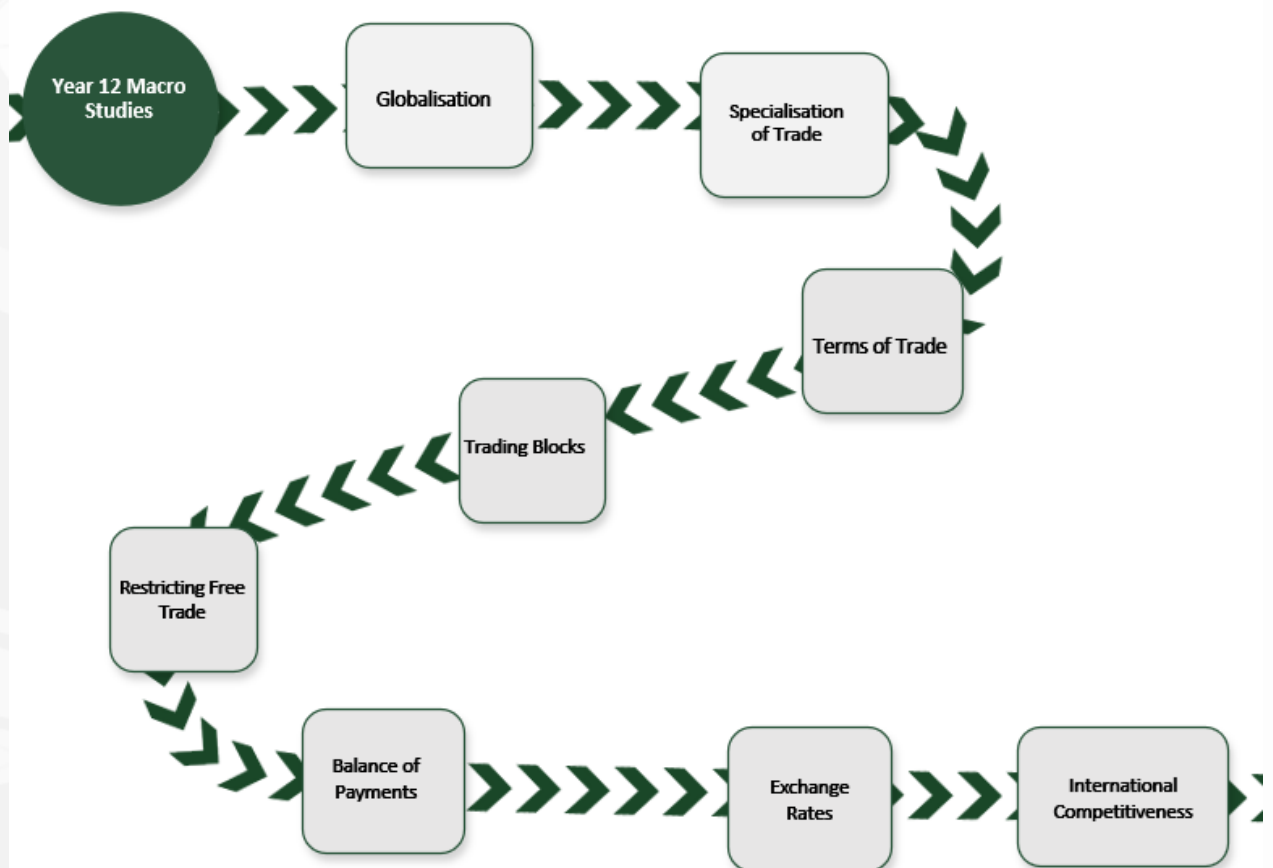 Year 12 Macro
Studies
Globalisation
Specialisation
of Trade
Terms of Trade
Trading Blocks
Restricting Free
Trade
Balance of
Payments
Exchange
Rates
International
Competitiveness